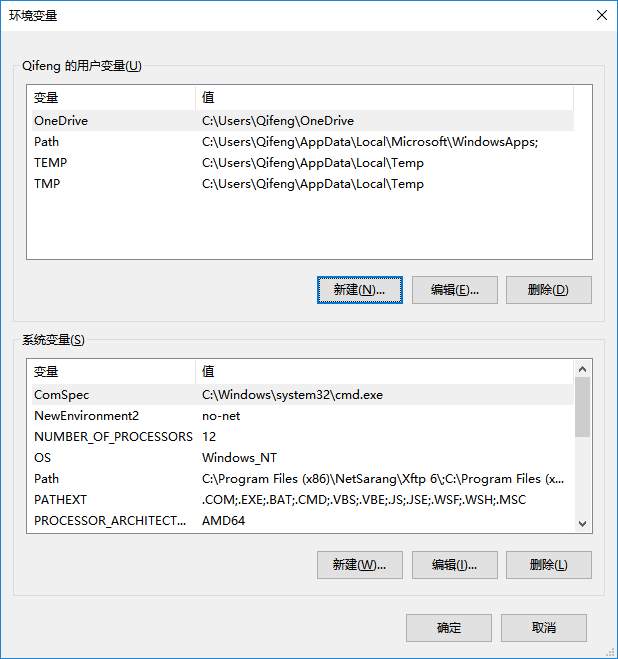 环境变量
Qifeng 的用户变量(U)
变量 值
OneDrive C:\Users\Qifeng\OneDrive
Path C:\Users\Qifeng\AppData\Local\Microsoft\WindowsApps;
TEMP C:\Users\Qifeng\AppData\Local\Temp
TMP C:\Users\Qifeng\AppData\Local\Temp
新建(N)... 编辑(E)... 删除(D)
系统变量(S)
变量 值
ComSpec C:\Windows\system32\cmd.exe
NewEnvironment2 no-net
NUMBER_OF_PROCESSORS 12
OS Windows_NT
Path C:\Program Files (x86)\NetSarang\Xftp 6\;C:\Program Files (x...
PATHEXT .COM;.EXE;.BAT;.CMD;.VBS;.VBE;.JS;.JSE;.WSF;.WSH;.MSC
PROCESSOR_ARCHITECT... AMD64
新建(W)... 编辑(I)... 删除(L)
确定 取消